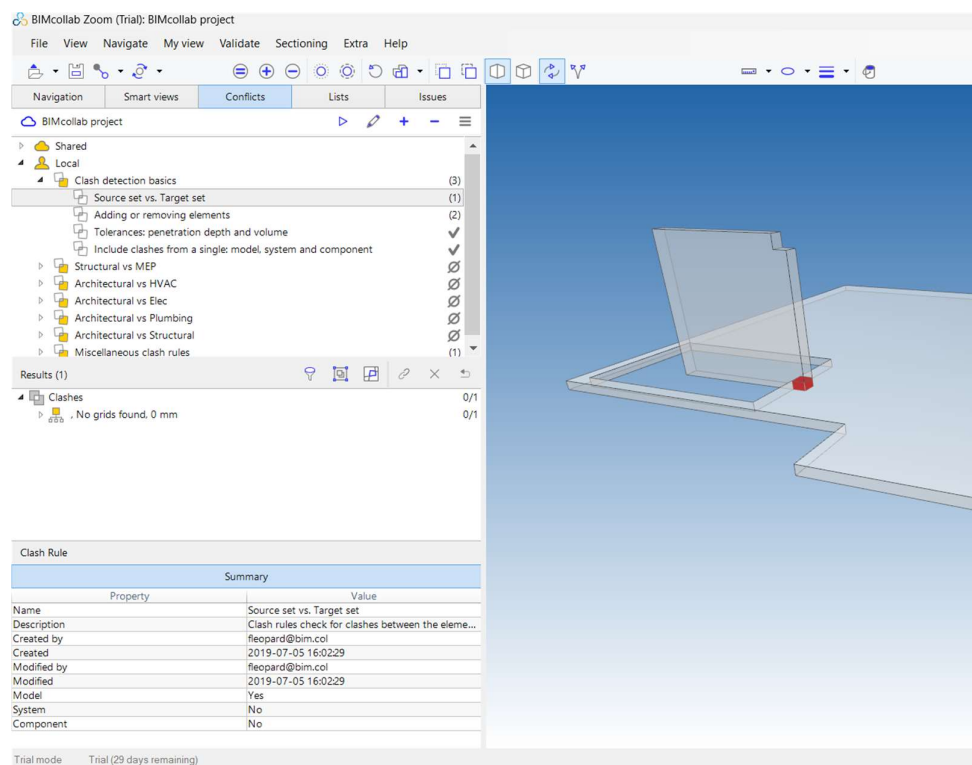 BIMcollab Zoom (Trial): BIMcollab project
File View Navigate My view Validate Sectioning Extra Help
Navigation Smart views Conflicts Lists Issues
BIMcollab project
Shared
Local
Clash detection basics (3)
Source set vs. Target set (1)
Adding or removing elements (2)
Tolerances: penetration depth and volume
Include clashes from a single: model, system and component
Structural vs MEP
Architectural vs HVAC
Architectural vs Elec
Architectural vs Plumbing
Architectural vs Structural
Miscellaneous clash rules (1)
Results (1)
Clashes 0/1
, No grids found, 0 mm 0/1
Clash Rule
Summary
Property Value
Name Source set vs. Target set
Description Clash rules check for clashes between the eleme...
Created by fleopard@bim.col
Created 2019-07-05 16:02:29
Modified by fleopard@bim.col
Modified 2019-07-05 16:02:29
Model Yes
System No
Component No
Trial mode Trial (29 days remaining)